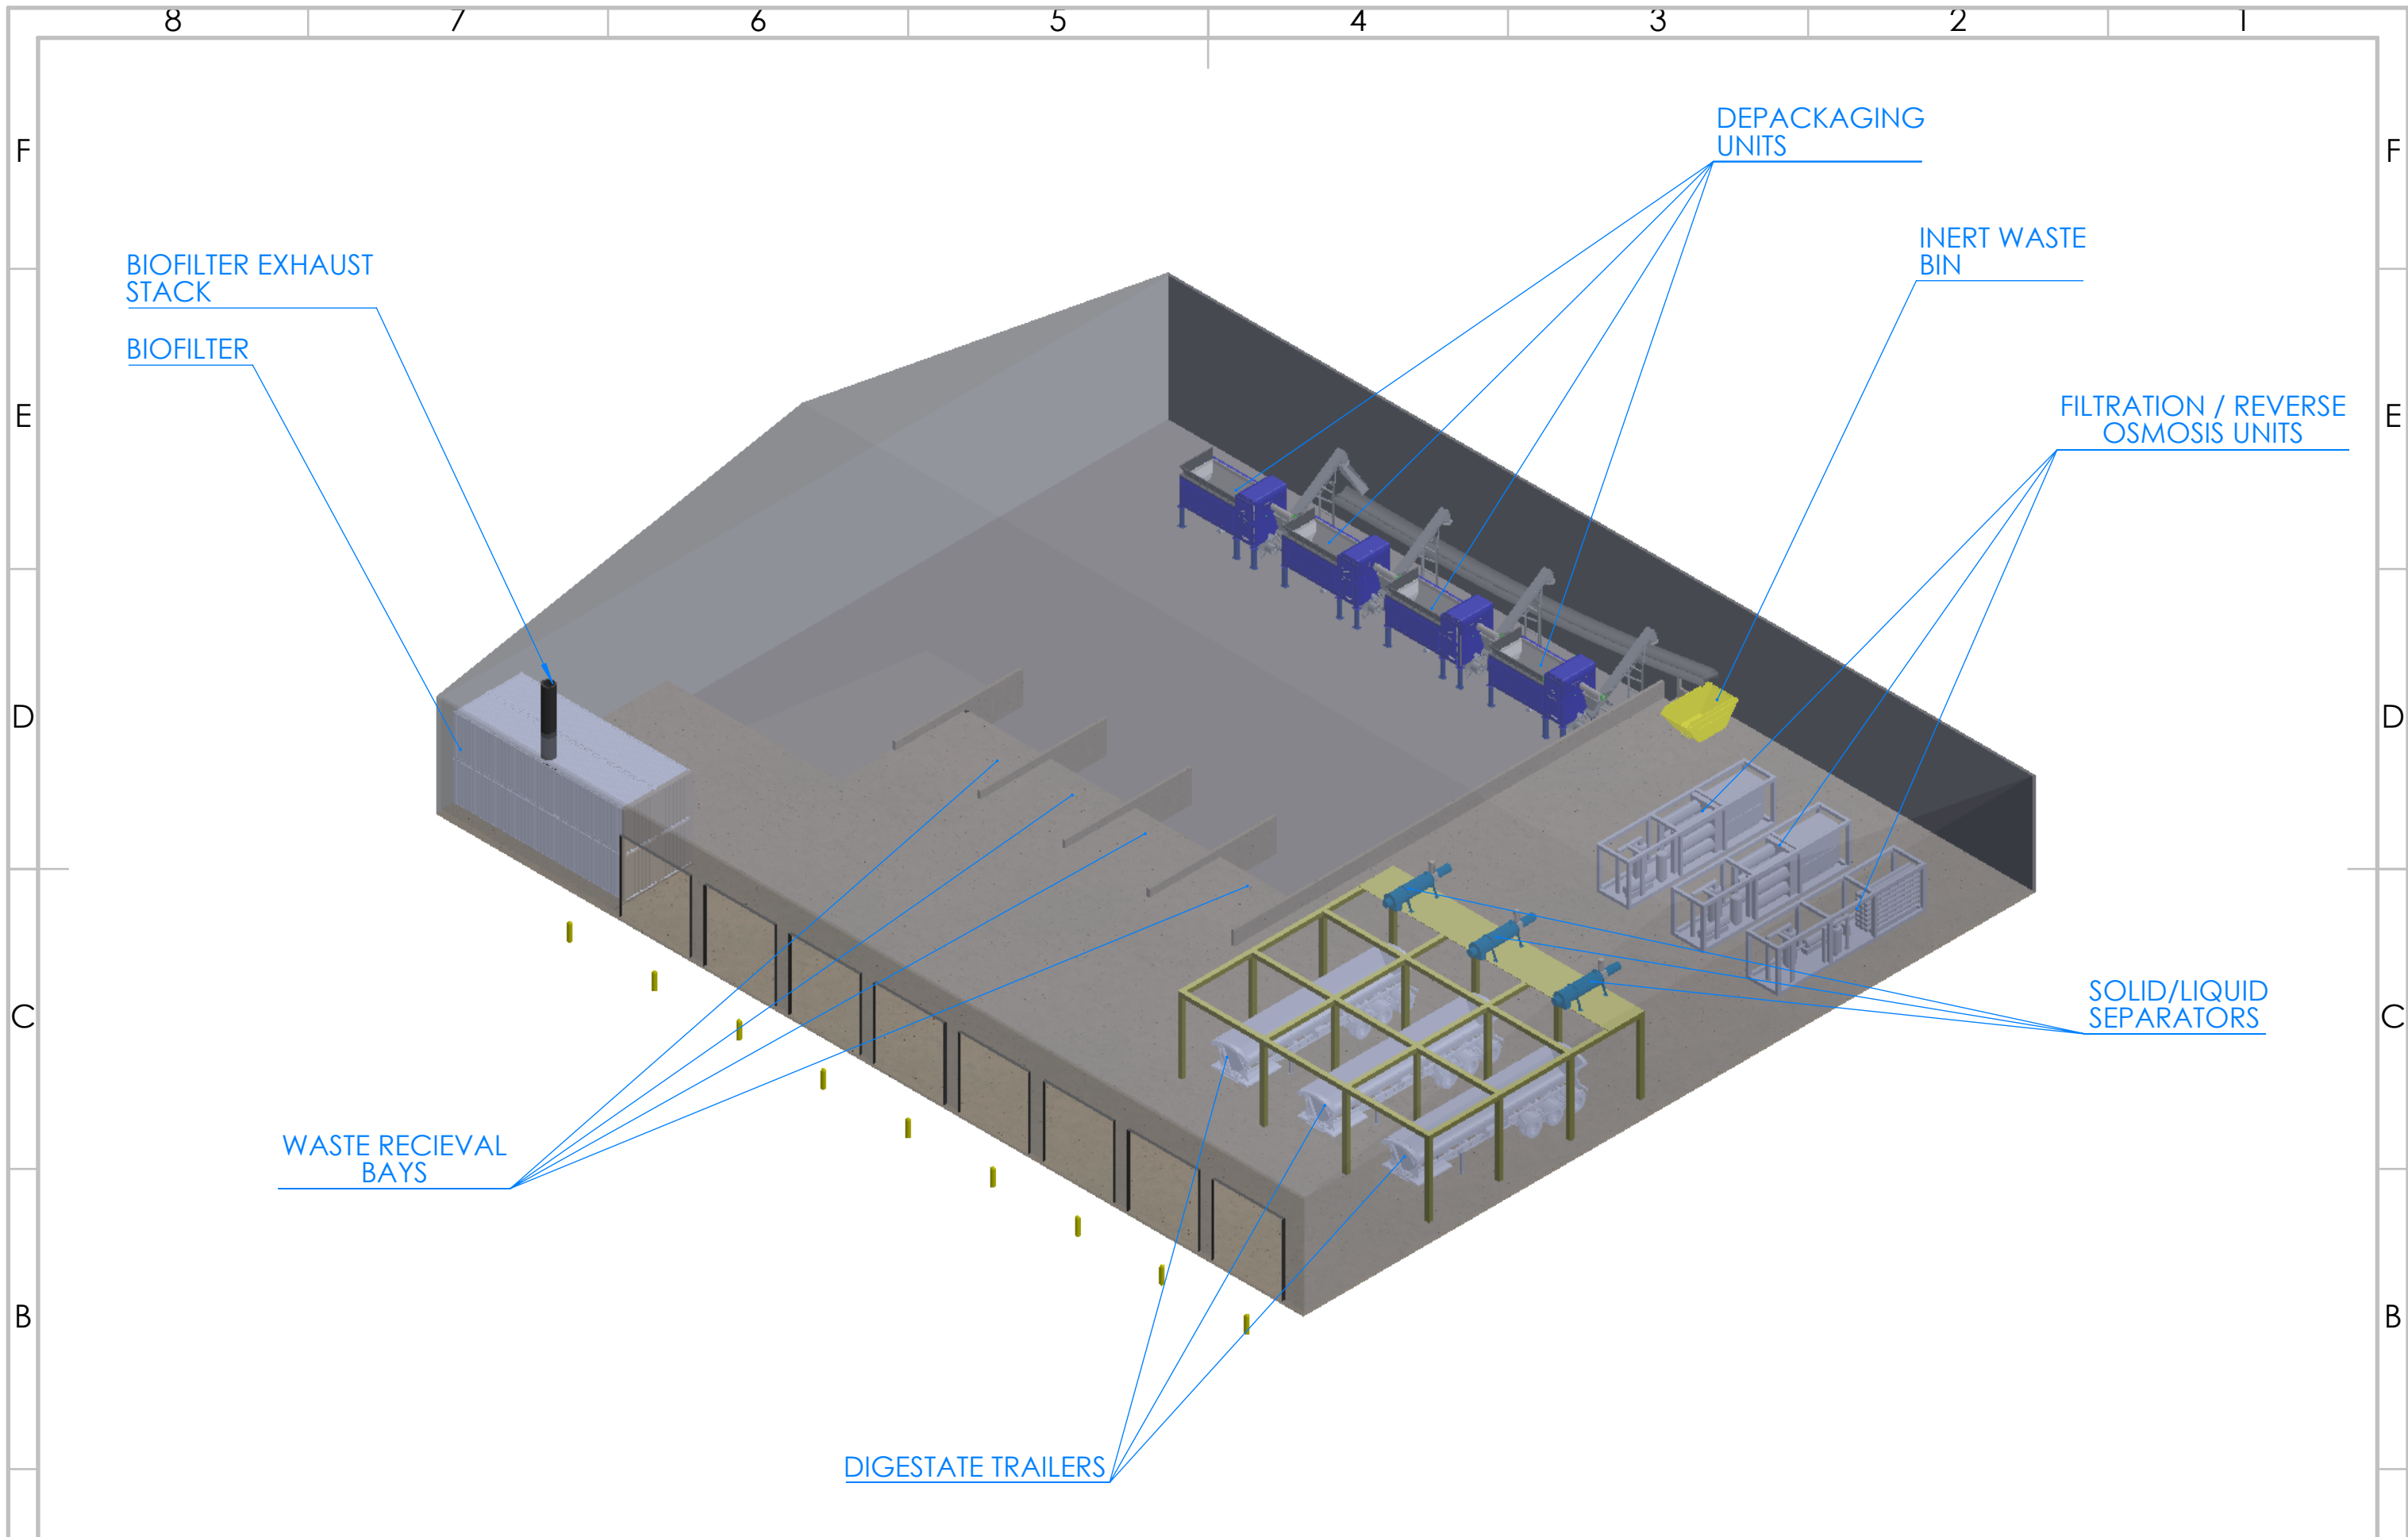 8 7 6 5 4 3 2 1
DEPACKAGING
UNITS
F F
INERT WASTE
BIN
BIOFILTER EXHAUST
STACK
BIOFILTER
FILTRATION / REVERSE
OSMOSIS UNITS
E E
D D
SOLID/LIQUID
SEPARATORS
C C
WASTE RECIEVAL
BAYS
B B
DIGESTATE TRAILERS